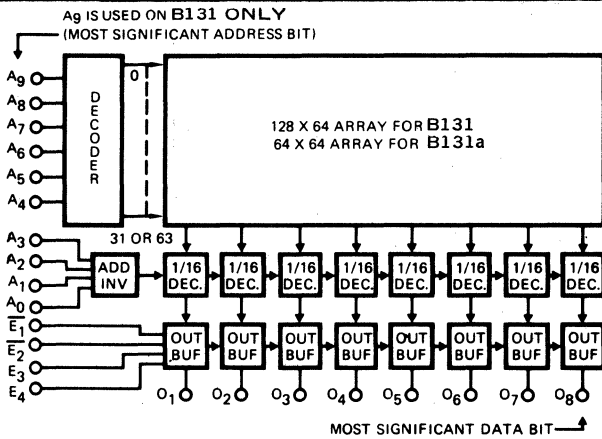 A9 IS USED ON B131 ONLY
(MOST SIGNIFICANT ADDRESS BIT)
A9
A8
A7
A6
A5
A4
DECODER
0
31 OR 63
128 X 64 ARRAY FOR B131
64 X 64 ARRAY FOR B131a
A3
A2
A1
A0
ADD
INV
1/16
DEC.
1/16
DEC.
1/16
DEC.
1/16
DEC.
1/16
DEC.
1/16
DEC.
1/16
DEC.
1/16
DEC.
E̅1
E̅2
E3
E4
OUT
BUF
OUT
BUF
OUT
BUF
OUT
BUF
OUT
BUF
OUT
BUF
OUT
BUF
OUT
BUF
O1 O2 O3 O4 O5 O6 O7 O8
MOST SIGNIFICANT DATA BIT